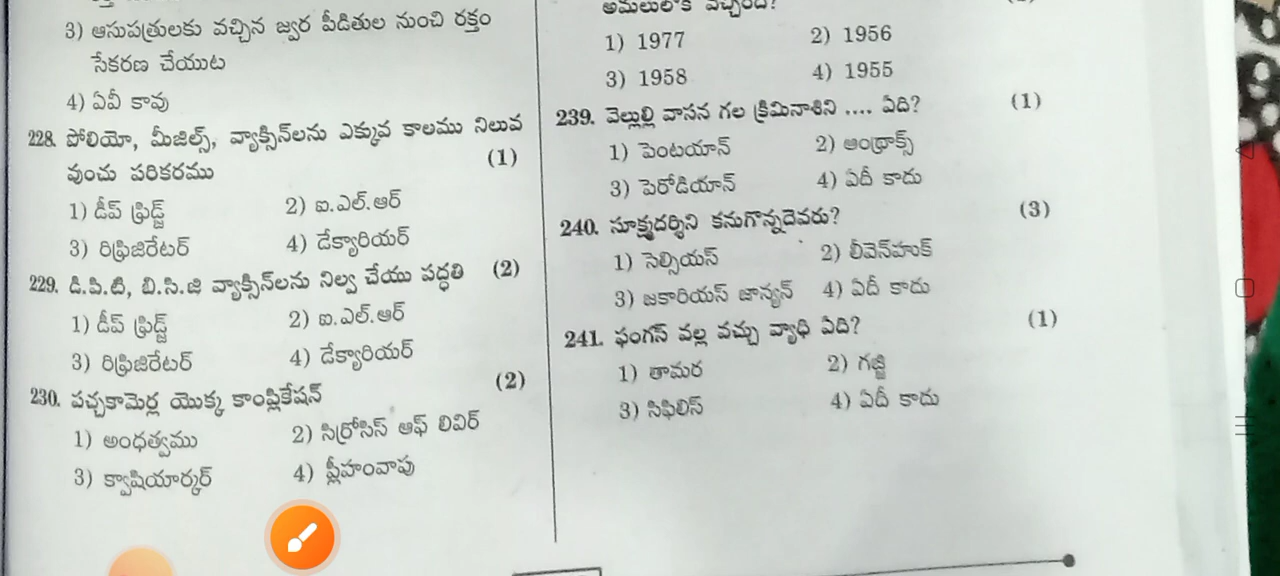 3) ఆసుపత్రులకు వచ్చిన జ్వర పీడితుల నుంచి రక్తం
సేకరణ చేయుట
4) ఏవీ కావు
228. పోలియో, మీజిల్స్, వ్యాక్సిన్‌లను ఎక్కువ కాలము నిలువ
వుంచు పరికరము (1)
1) డీప్ ఫ్రిడ్జ్ 2) ఐ.ఎల్.ఆర్
3) రిఫ్రిజిరేటర్ 4) డేక్యారియర్
229. డి.పి.టి, బి.సి.జి వ్యాక్సిన్‌లను నిల్వ చేయు పద్ధతి (2)
1) డీప్ ఫ్రిడ్జ్ 2) ఐ.ఎల్.ఆర్
3) రిఫ్రిజిరేటర్ 4) డేక్యారియర్
230. పచ్చకామెర్ల యొక్క కాంప్లికేషన్ (2)
1) అంధత్వము 2) సిర్రోసిస్ ఆఫ్ లివిర్
3) క్వాషియార్కర్ 4) ప్లీహంవాపు
1) 1977 2) 1956
3) 1958 4) 1955
239. వెల్లుల్లి వాసన గల క్రిమినాశిని .... ఏది? (1)
1) పెంటయాన్ 2) ఆంథ్రాక్స్
3) పెరోడియాన్ 4) ఏదీ కాదు
240. సూక్ష్మదర్శిని కనుగొన్నదెవరు? (3)
1) సెల్సియస్ 2) లీవెన్‌హుక్
3) జకారియస్ జాన్సన్ 4) ఏదీ కాదు
241. ఫంగస్ వల్ల వచ్చు వ్యాధి ఏది? (1)
1) తామర 2) గజ్జి
3) సిఫిలిస్ 4) ఏదీ కాదు